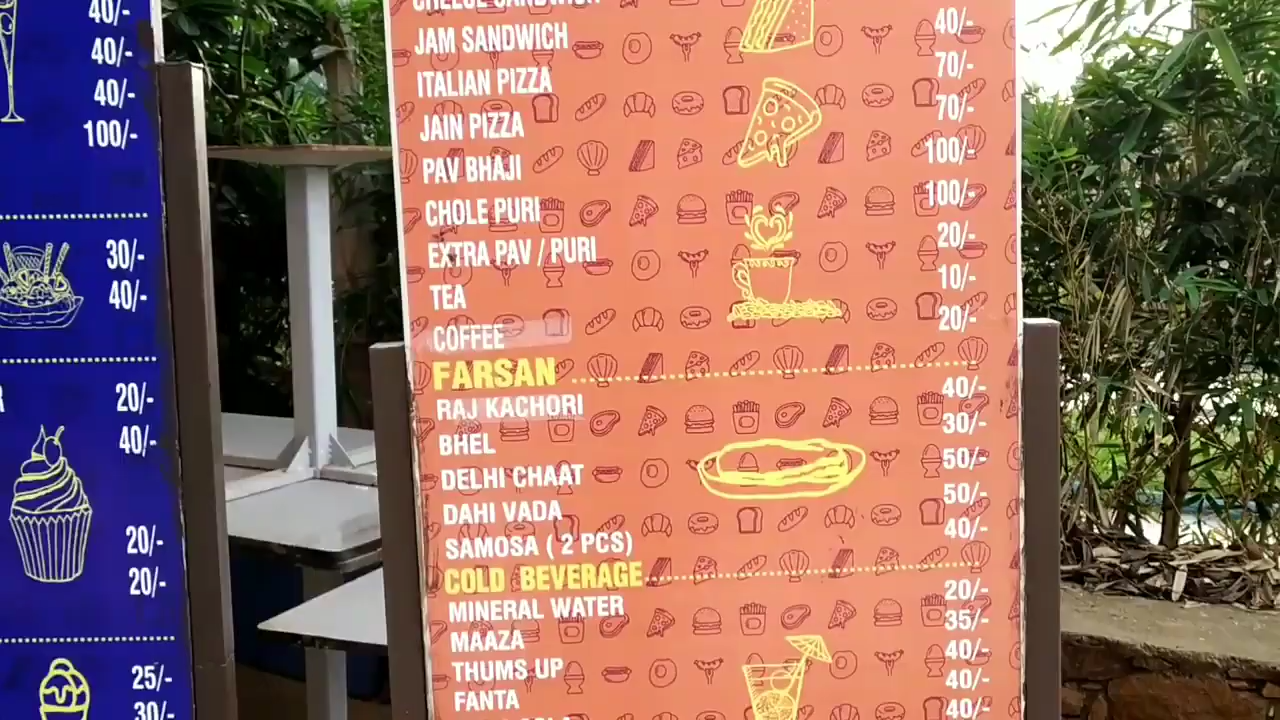 40/-
40/-
40/-
100/-
30/-
40/-
20/-
40/-
20/-
20/-
25/-
30/-
CHEESE SANDWICH
JAM SANDWICH 40/-
ITALIAN PIZZA 70/-
JAIN PIZZA 70/-
PAV BHAJI 100/-
CHOLE PURI 100/-
EXTRA PAV / PURI 20/-
TEA 10/-
COFFEE 20/-
FARSAN
RAJ KACHORI 40/-
BHEL 30/-
DELHI CHAAT 50/-
DAHI VADA 50/-
SAMOSA ( 2 PCS) 40/-
COLD BEVERAGE
MINERAL WATER 20/-
MAAZA 35/-
THUMS UP 40/-
FANTA 40/-
40/-